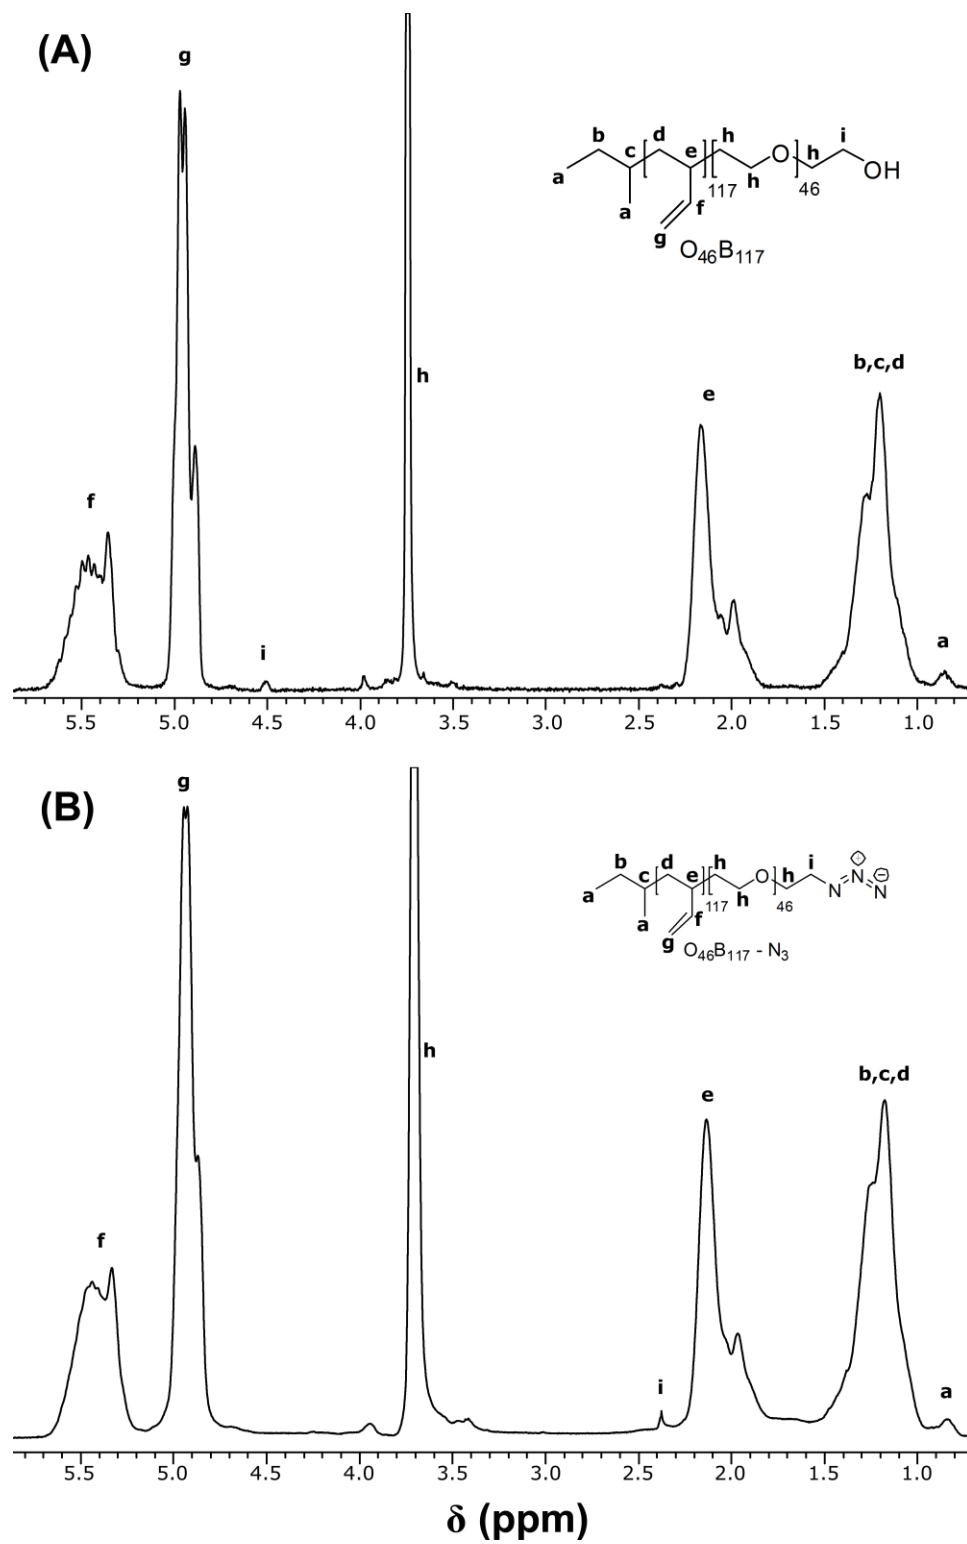 (A)
g
b d h i
c e O h
a OH
117 h 46
a f
g
O46B117
h
b,c,d
e
f
i
a
5.5 5.0 4.5 4.0 3.5 3.0 2.5 2.0 1.5 1.0
(B)
g
b d h i +
c e O h N N N −
a 117 h 46
a f
g
O46B117 - N3
h
b,c,d
e
f
i
a
5.5 5.0 4.5 4.0 3.5 3.0 2.5 2.0 1.5 1.0
δ (ppm)